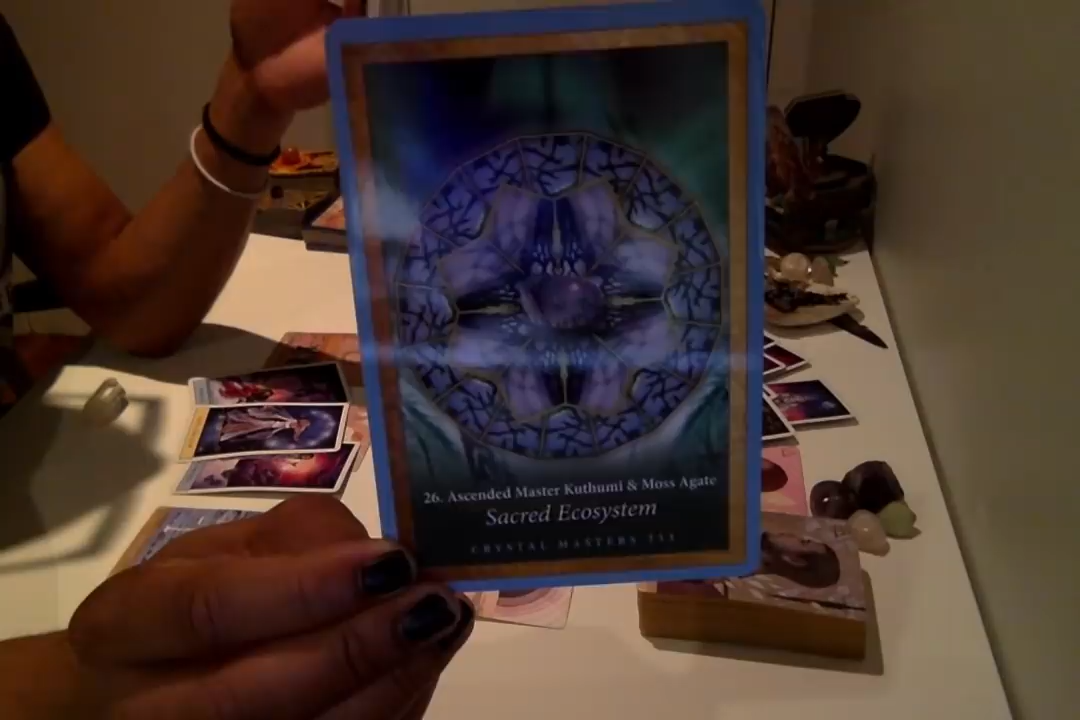 26. Ascended Master Kuthumi & Moss Agate
Sacred Ecosystem
CRYSTAL MASTERS 333